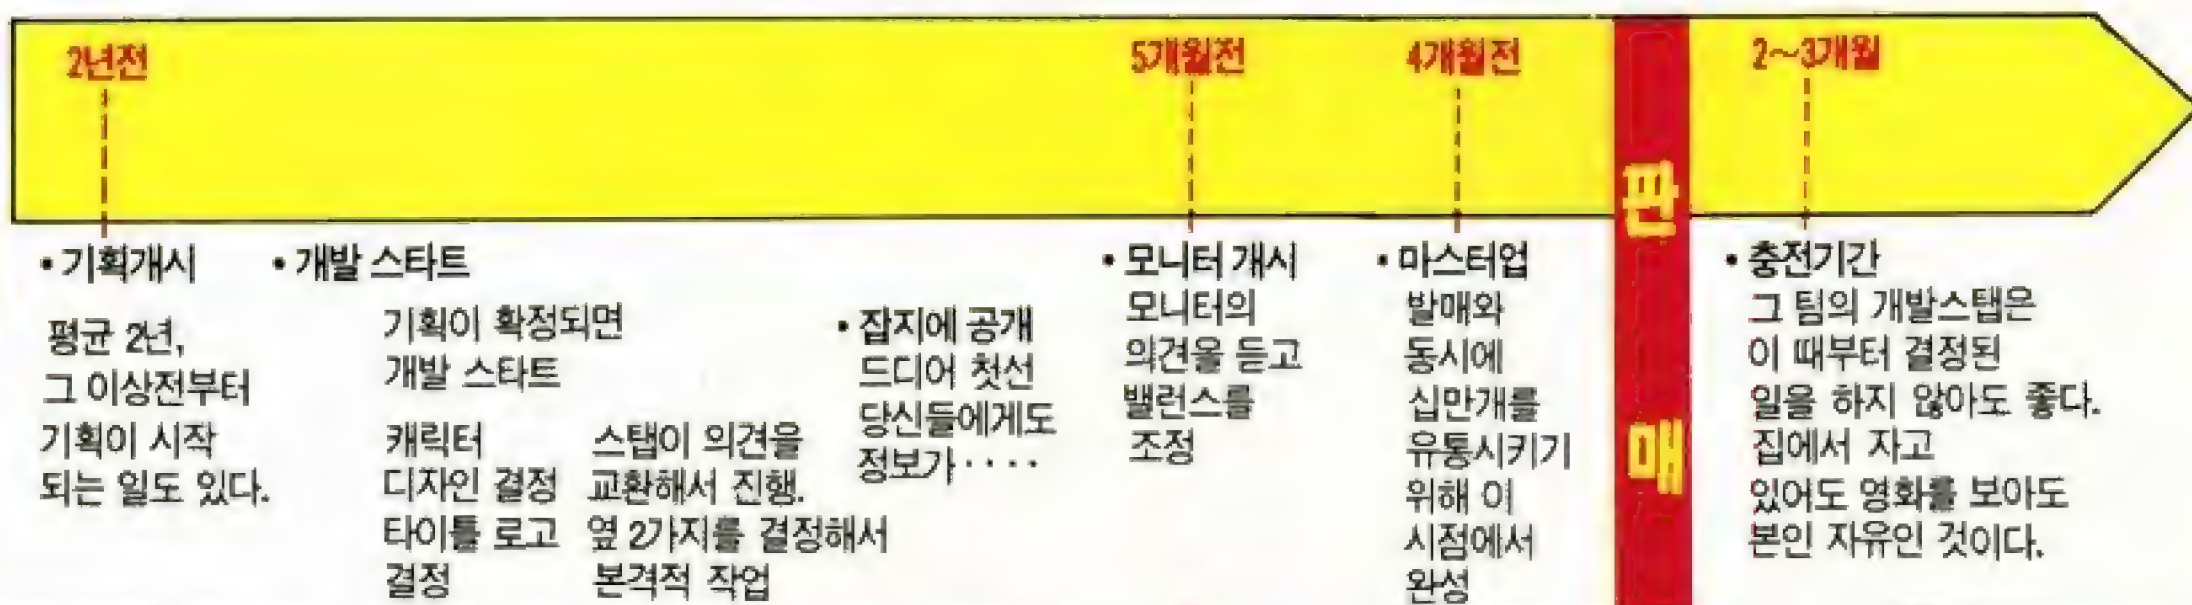 2년전
5개월전
4개월전
2~3개월
판매
• 기획개시
평균 2년,
그 이상전부터
기획이 시작
되는 일도 있다.
• 개발 스타트
기획이 확정되면
개발 스타트
캐릭터
디자인 결정
타이틀 로고
결정
스탭이 의견을
교환해서 진행.
옆 2가지를 결정해서
본격적 작업
• 잡지에 공개
드디어 첫선
당신들에게도
정보가····
• 모니터 개시
모니터의
의견을 듣고
밸런스를
조정
• 마스터업
발매와
동시에
십만개를
유통시키기
위해 이
시점에서
완성
• 충전기간
그 팀의 개발스탭은
이 때부터 결정된
일을 하지 않아도 좋다.
집에서 자고
있어도 영화를 보아도
본인 자유인 것이다.